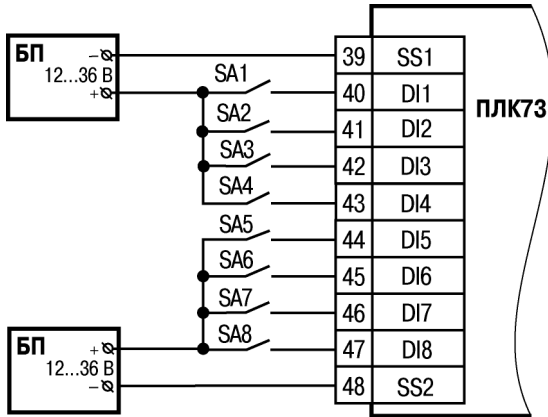 БП
12...36 В
–
+
SA1
SA2
SA3
SA4
SA5
SA6
SA7
SA8
39 SS1
40 DI1
41 DI2
42 DI3
43 DI4
44 DI5
45 DI6
46 DI7
47 DI8
48 SS2
ПЛК73
БП
12...36 В
+
–